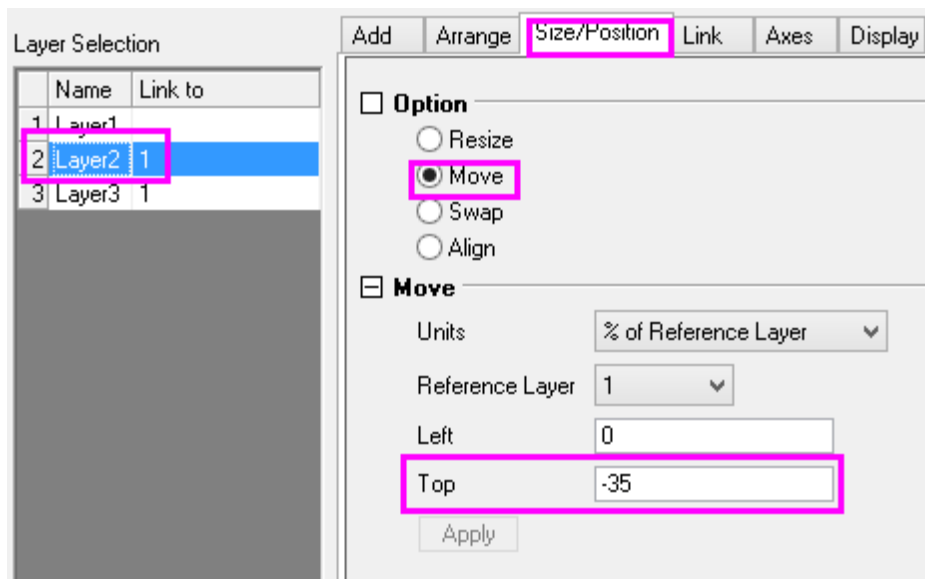 Layer Selection
Name Link to
1 Layer1
2 Layer2 1
3 Layer3 1
Add Arrange Size/Position Link Axes Display
Option
Resize
Move
Swap
Align
Move
Units % of Reference Layer
Reference Layer 1
Left 0
Top -35
Apply